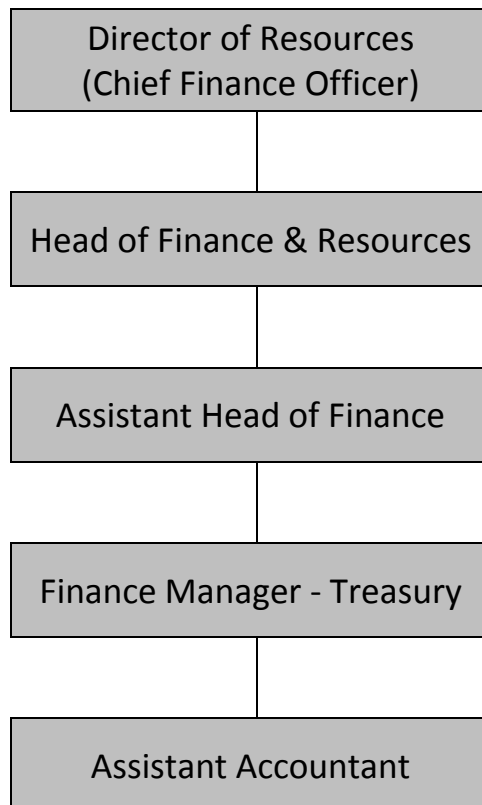 Director of Resources
(Chief Finance Officer)
Head of Finance & Resources
Assistant Head of Finance
Finance Manager - Treasury
Assistant Accountant